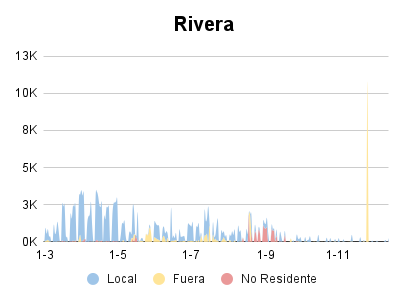 Rivera
13K
10K
8K
5K
3K
0K
1-3 1-5 1-7 1-9 1-11
Local Fuera No Residente